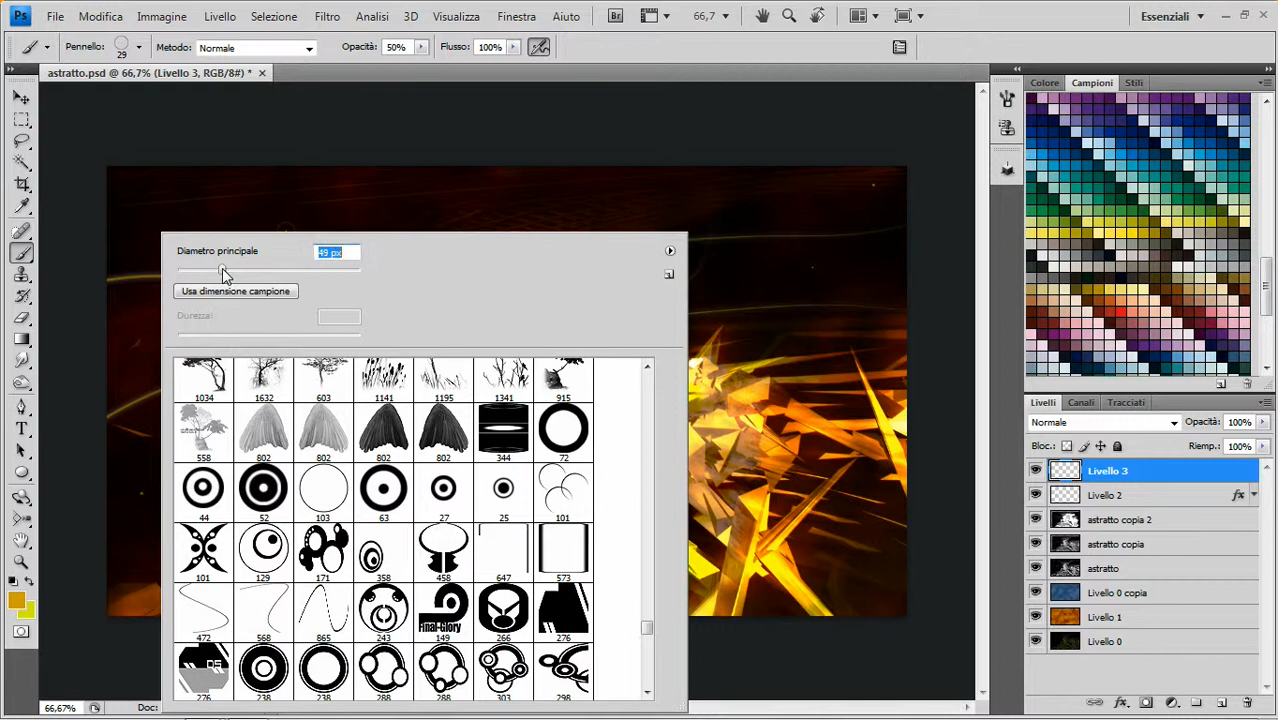 Ps File Modifica Immagine Livello Selezione Filtro Analisi 3D Visualizza Finestra Aiuto Br 66,7 Essenziali
Pennello: 29 Metodo: Normale Opacità: 50% Flusso: 100%
astratto.psd @ 66,7% (Livello 3, RGB/8#) *
Colore Campioni Stili
Diametro principale 49 px
Usa dimensione campione
Durezza:
1034 1632 603 1141 1195 1341 915
558 802 802 802 802 344 72
44 52 103 63 27 25 101
101 129 171 358 458 647 573
Final-Glory
472 568 865 243 149 266 276
DS
276 238 238 288 288 303 298
Livelli Canali Tracciati
Normale Opacità: 100%
Bloc.: Riemp.: 100%
Livello 3
Livello 2 fx
astratto copia 2
astratto copia
astratto
Livello 0 copia
Livello 1
Livello 0
66,67% Doc:
fx